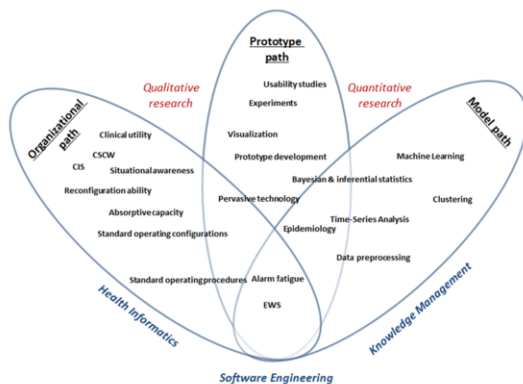 Prototype
path
Qualitative
research
Quantitative
research
Usability studies
Experiments
Organizational
path
Model path
Clinical utility
Visualization
CSCW
Prototype development
Machine Learning
CIS
Situational awareness
Bayesian & inferential statistics
Reconfiguration ability
Pervasive technology
Clustering
Absorptive capacity
Time-Series Analysis
Standard operating configurations
Epidemiology
Data preprocessing
Standard operating procedures
Alarm fatigue
EWS
Health Informatics
Knowledge Management
Software Engineering